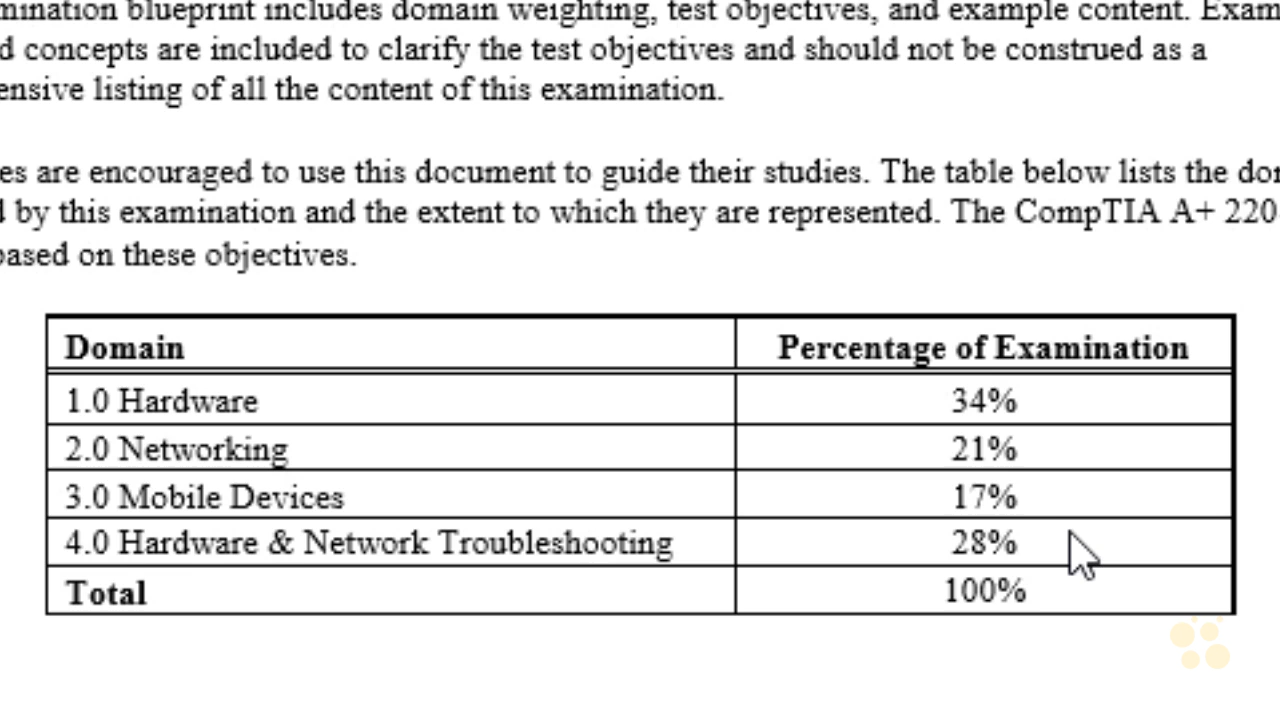 mination blueprint includes domain weighting, test objectives, and example content. Exam
d concepts are included to clarify the test objectives and should not be construed as a
ensive listing of all the content of this examination.
es are encouraged to use this document to guide their studies. The table below lists the dor
d by this examination and the extent to which they are represented. The CompTIA A+ 220
based on these objectives.
Domain Percentage of Examination
1.0 Hardware 34%
2.0 Networking 21%
3.0 Mobile Devices 17%
4.0 Hardware & Network Troubleshooting 28%
Total 100%